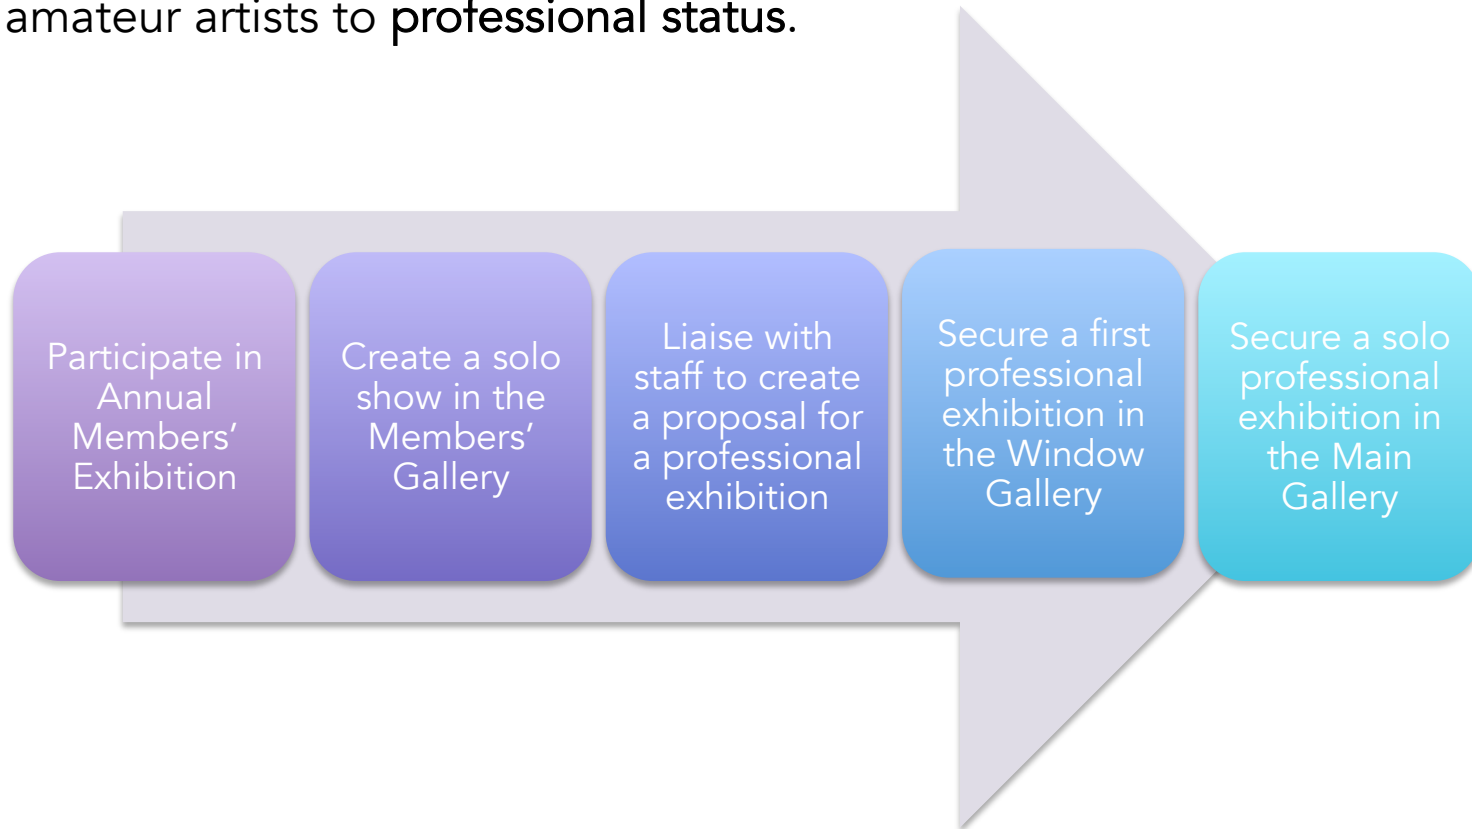 amateur artists to professional status.
Participate in
Annual
Members’
Exhibition
Create a solo
show in the
Members’
Gallery
Liaise with
staff to create
a proposal for
a professional
exhibition
Secure a first
professional
exhibition in
the Window
Gallery
Secure a solo
professional
exhibition in
the Main
Gallery